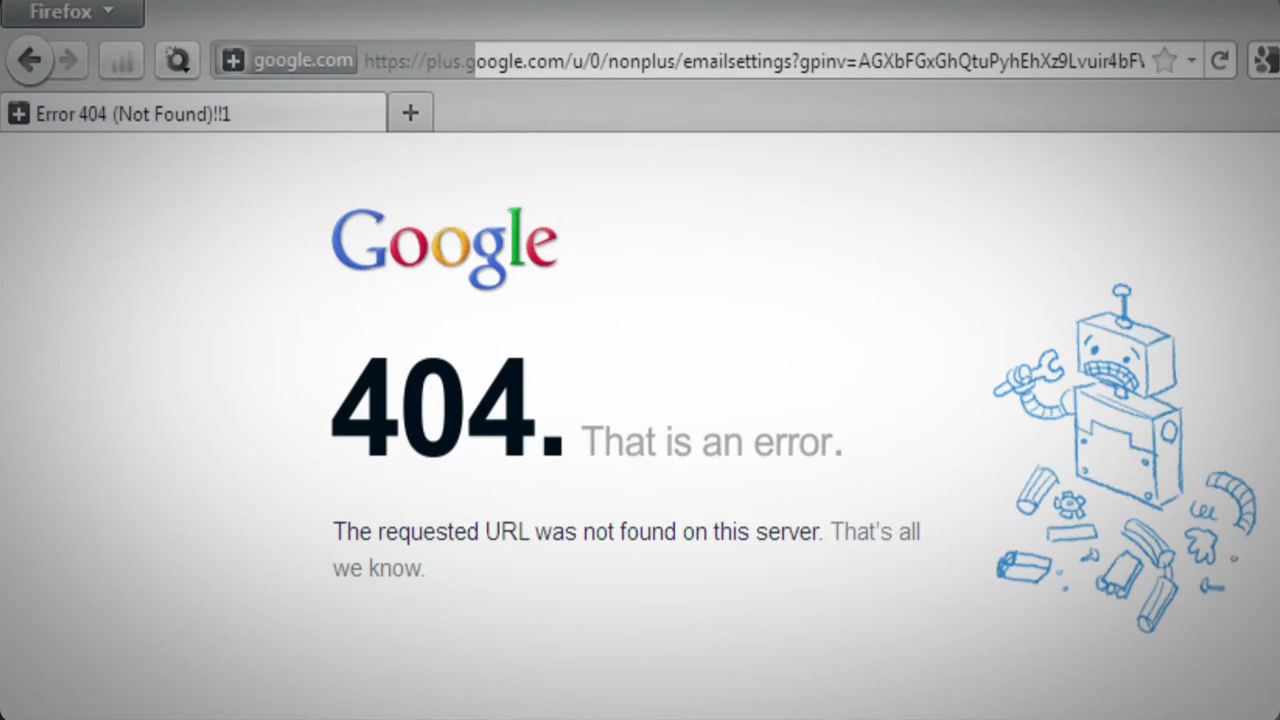 Firefox
google.com https://plus.google.com/u/0/nonplus/emailsettings?gpinv=AGXbFGxGhQtuPyhEhXz9Lvuir4bF
Error 404 (Not Found)!!1
Google
404. That is an error.
The requested URL was not found on this server. That's all
we know.